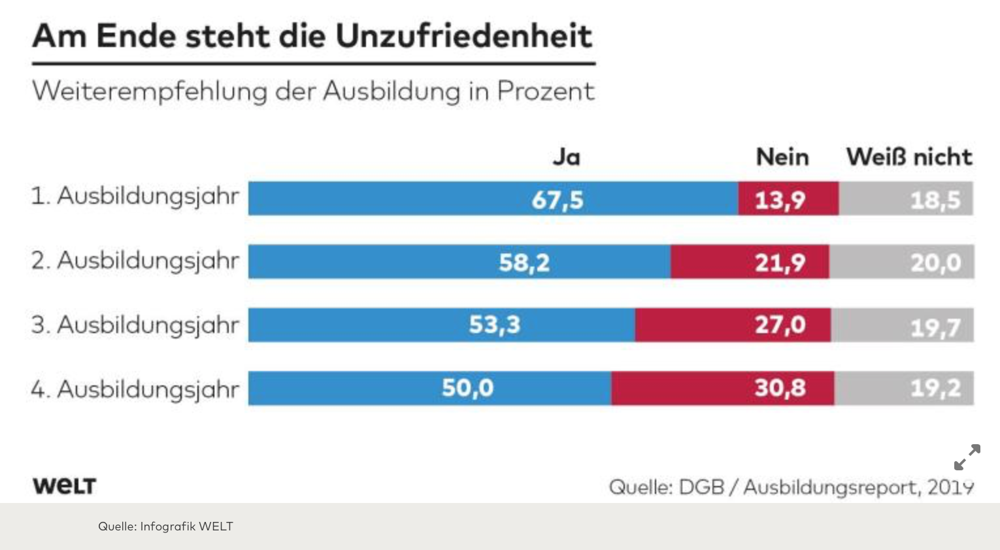 Am Ende steht die Unzufriedenheit
Weiterempfehlung der Ausbildung in Prozent
Ja Nein Weiß nicht
1. Ausbildungsjahr 67,5 13,9 18,5
2. Ausbildungsjahr 58,2 21,9 20,0
3. Ausbildungsjahr 53,3 27,0 19,7
4. Ausbildungsjahr 50,0 30,8 19,2
WELT Quelle: DGB / Ausbildungsreport, 2019
Quelle: Infografik WELT